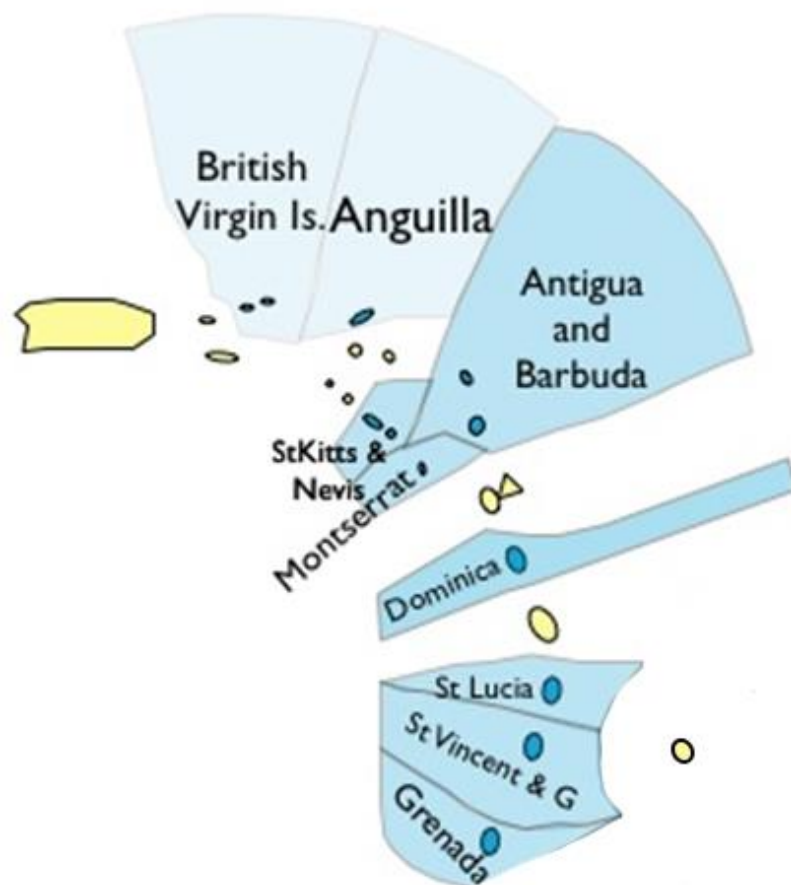 British
Virgin Is.
Anguilla
Antigua
and
Barbuda
StKitts &
Nevis
Montserrat
Dominica
St Lucia
St Vincent & G
Grenada